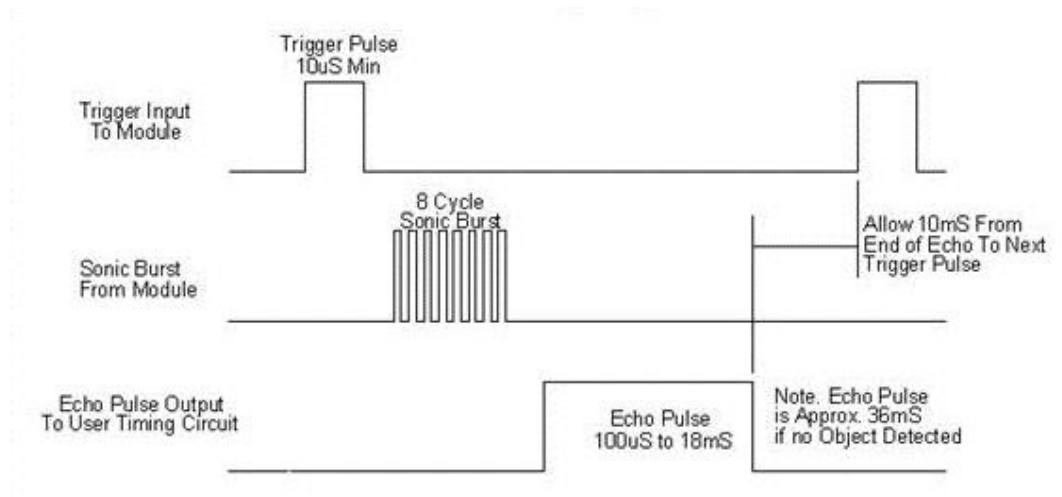 Trigger Pulse
10uS Min
Trigger Input
To Module
8 Cycle
Sonic Burst
Allow 10mS From
End of Echo To Next
Trigger Pulse
Sonic Burst
From Module
Echo Pulse Output
To User Timing Circuit
Echo Pulse
100uS to 18mS
Note. Echo Pulse
is Approx. 36mS
if no Object Detected